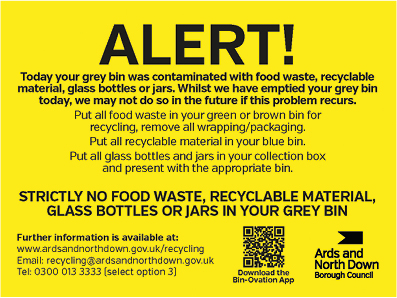 ALERT!
Today your grey bin was contaminated with food waste, recyclable
material, glass bottles or jars. Whilst we have emptied your grey bin
today, we may not do so in the future if this problem recurs.
Put all food waste in your green or brown bin for
recycling, remove all wrapping/packaging.
Put all recyclable material in your blue bin.
Put all glass bottles and jars in your collection box
and present with the appropriate bin.
STRICTLY NO FOOD WASTE, RECYCLABLE MATERIAL,
GLASS BOTTLES OR JARS IN YOUR GREY BIN
Further information is available at:
www.ardsandnorthdown.gov.uk/recycling
Email: recycling@ardsandnorthdown.gov.uk
Tel: 0300 013 3333 [select option 3]
Download the
Bin-Ovation App
Ards and
North Down
Borough Council